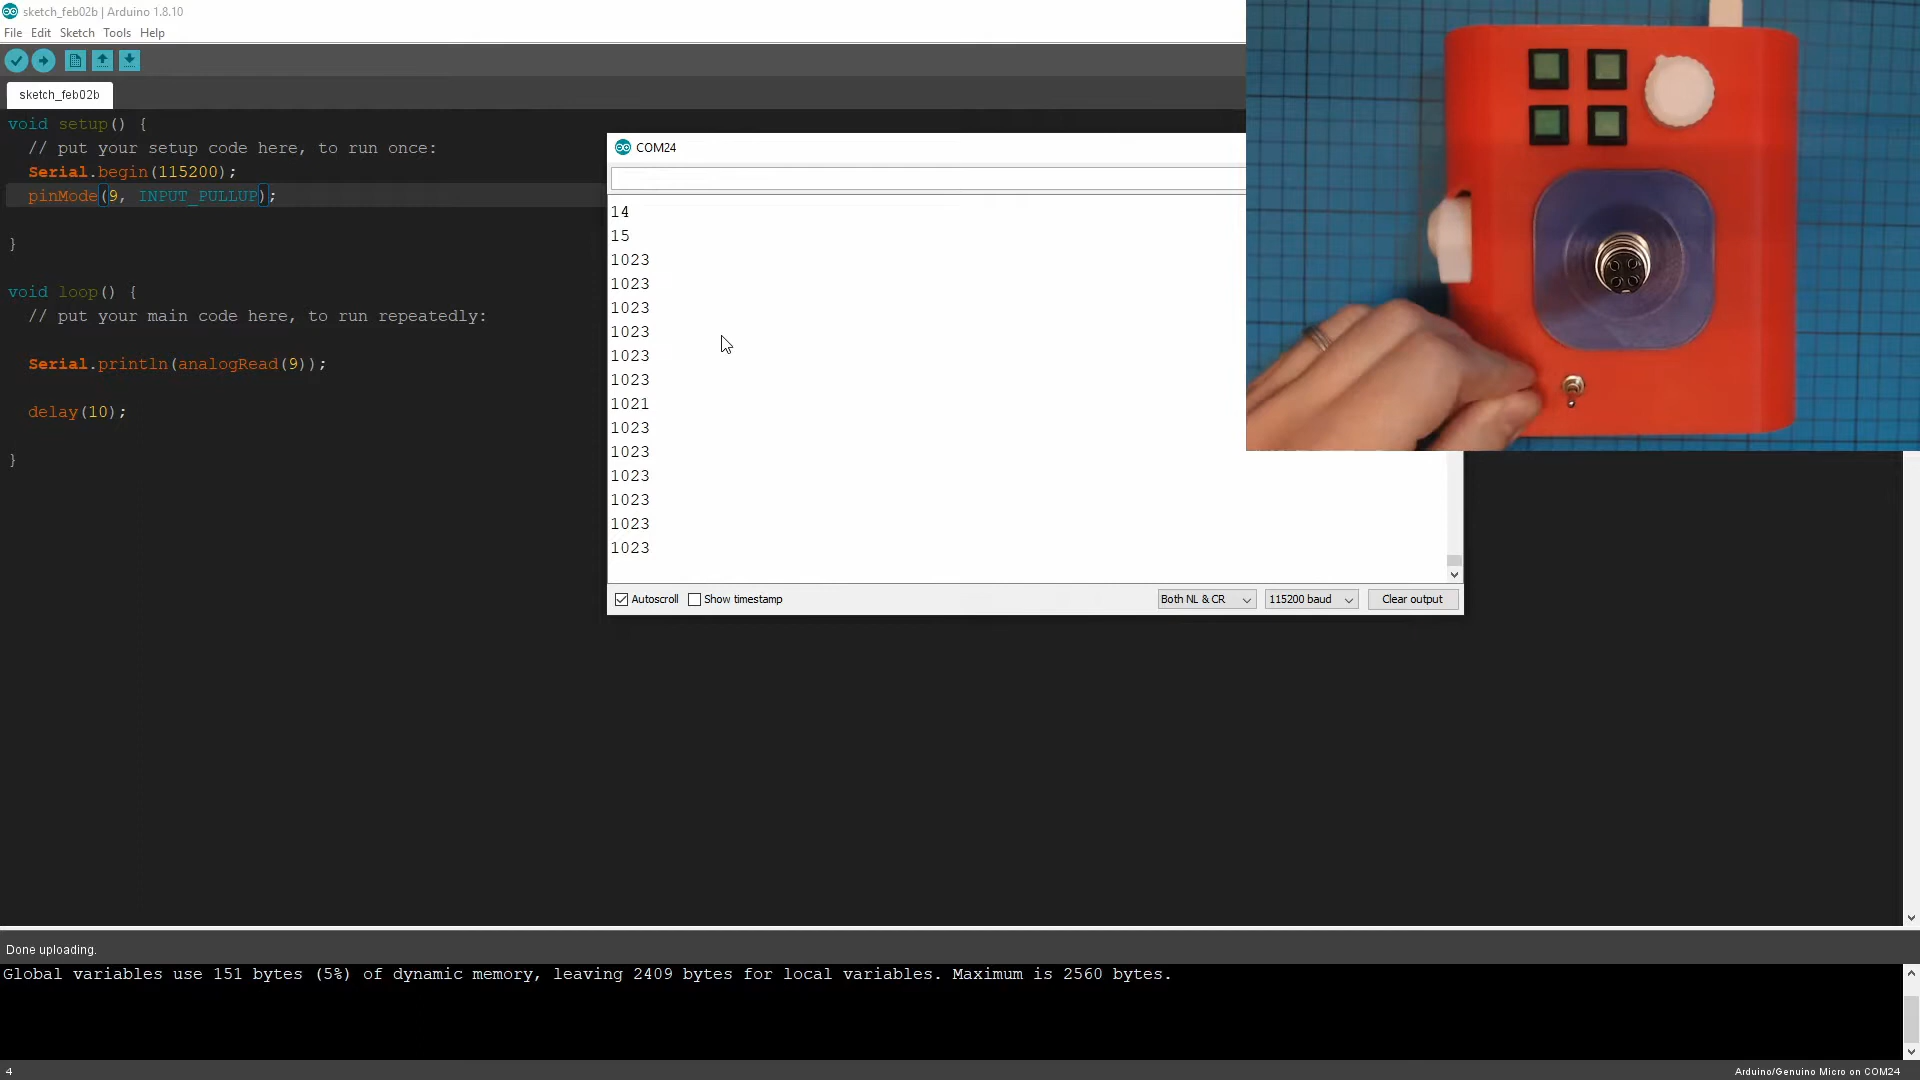 sketch_feb02b | Arduino 1.8.10
File Edit Sketch Tools Help
sketch_feb02b
void setup() {
// put your setup code here, to run once:
Serial.begin(115200);
pinMode(9, INPUT_PULLUP);
}
void loop() {
// put your main code here, to run repeatedly:
Serial.println(analogRead(9));
delay(10);
}
COM24
14
15
1023
1023
1023
1023
1023
1023
1021
1023
1023
1023
1023
1023
1023
Autoscroll Show timestamp Both NL & CR 115200 baud Clear output
Done uploading.
Global variables use 151 bytes (5%) of dynamic memory, leaving 2409 bytes for local variables. Maximum is 2560 bytes.
4 Arduino/Genuino Micro on COM24